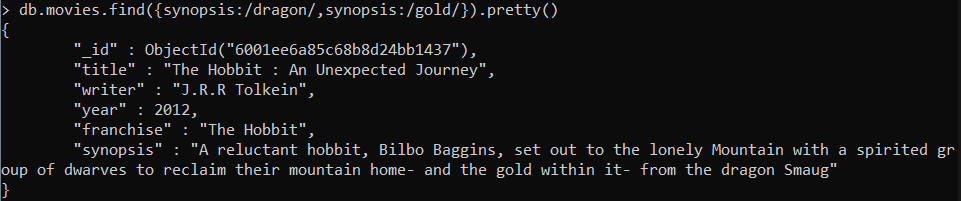 > db.movies.find({synopsis:/dragon/,synopsis:/gold/}).pretty()
{
        "_id" : ObjectId("6001ee6a85c68b8d24bb1437"),
        "title" : "The Hobbit : An Unexpected Journey",
        "writer" : "J.R.R Tolkein",
        "year" : 2012,
        "franchise" : "The Hobbit",
        "synopsis" : "A reluctant hobbit, Bilbo Baggins, set out to the lonely Mountain with a spirited gr
oup of dwarves to reclaim their mountain home- and the gold within it- from the dragon Smaug"
}